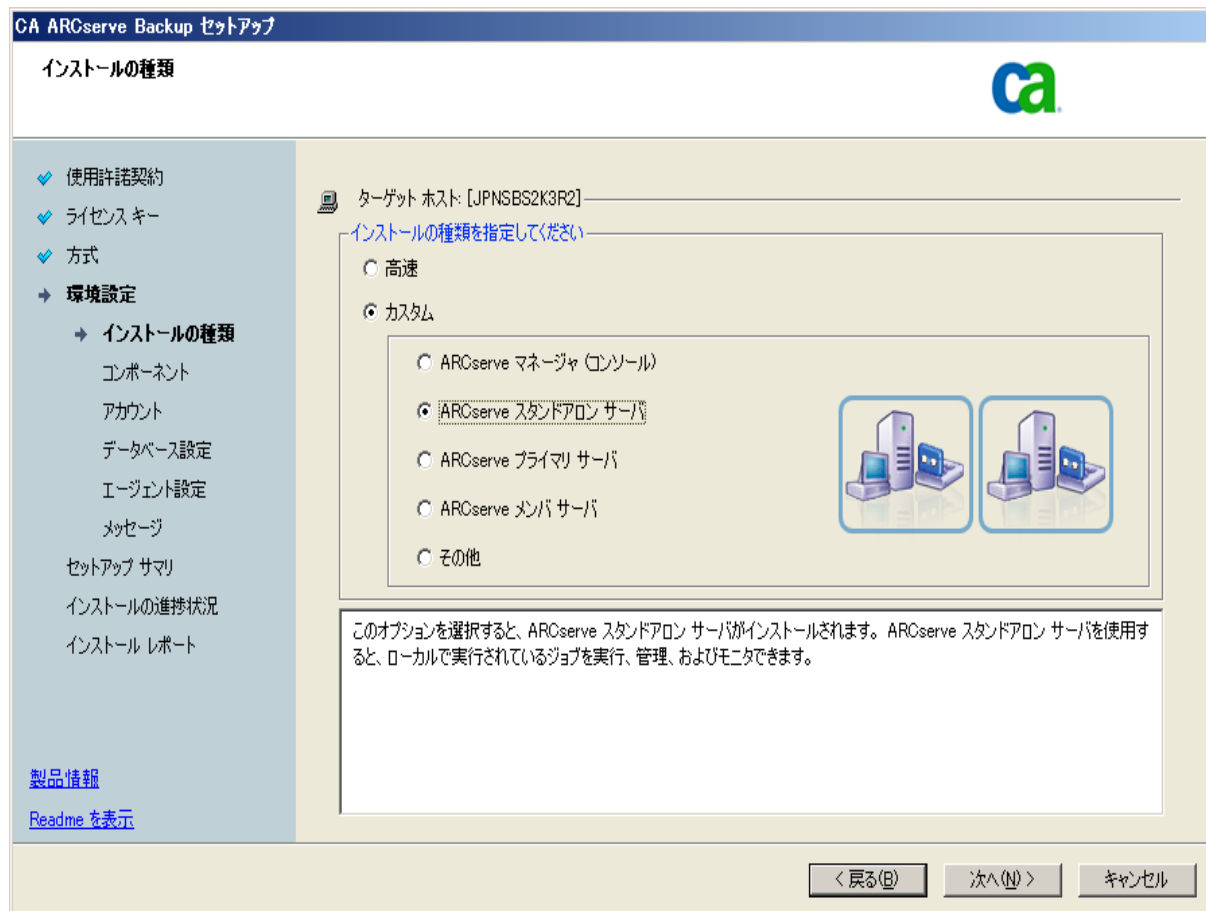 CA ARCserve Backup セットアップ
インストールの種類
ca
使用許諾契約
ライセンス キー
方式
環境設定
インストールの種類
コンポーネント
アカウント
データベース設定
エージェント設定
メッセージ
セットアップ サマリ
インストールの進捗状況
インストール レポート
製品情報
Readme を表示
ターゲット ホスト: [JPNSBS2K3R2]
インストールの種類を指定してください
高速
カスタム
ARCserve マネージャ (コンソール)
ARCserve スタンドアロン サーバ
ARCserve プライマリ サーバ
ARCserve メンバ サーバ
その他
このオプションを選択すると、ARCserve スタンドアロン サーバがインストールされます。ARCserve スタンドアロン サーバを使用す
ると、ローカルで実行されているジョブを実行、管理、およびモニタできます。
< 戻る(B)
次へ(N) >
キャンセル